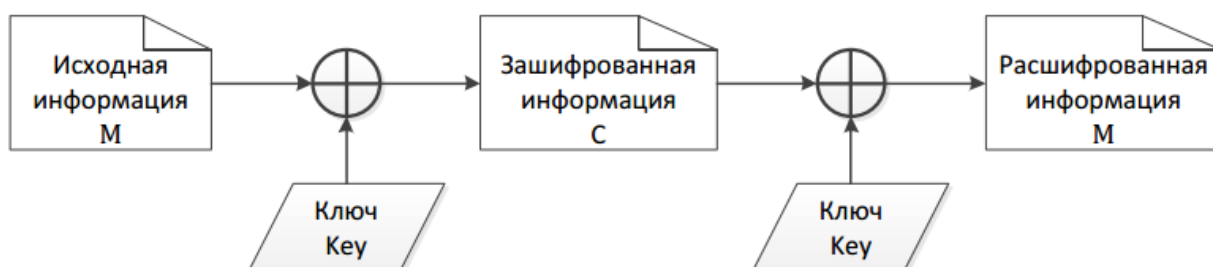 Исходная
информация
M
Зашифрованная
информация
C
Расшифрованная
информация
M
Ключ
Key
Ключ
Key